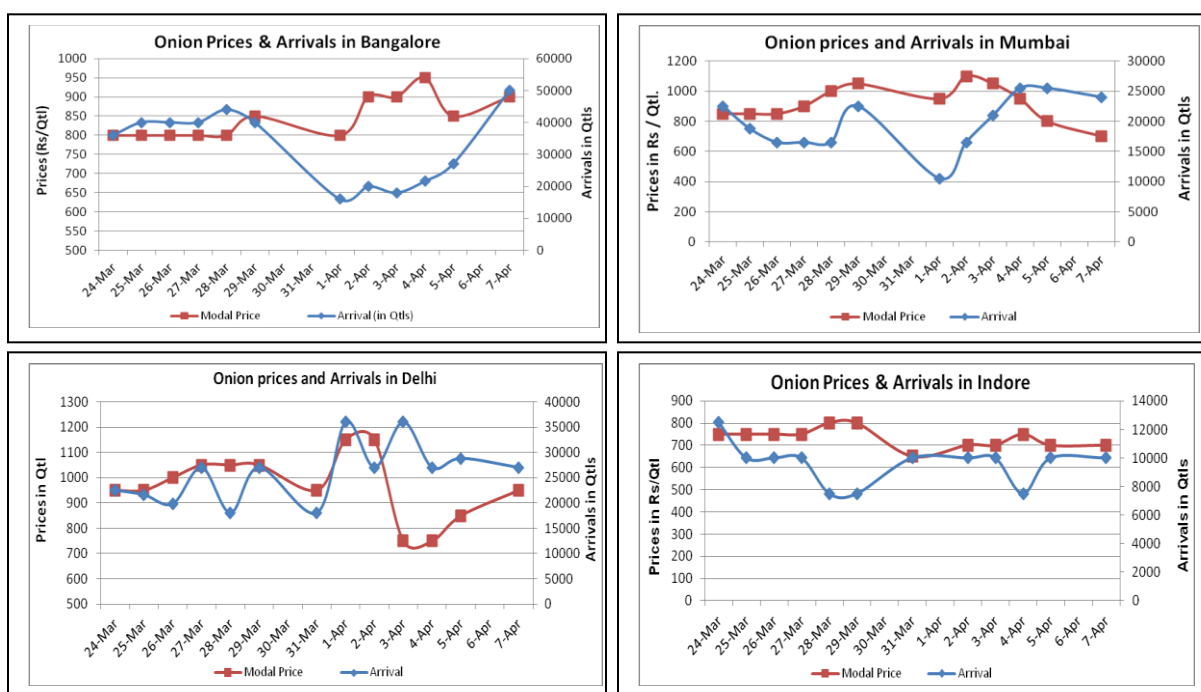 Onion Prices & Arrivals in Bangalore
Prices (Rs/Qtl)
1000
950
900
850
800
750
700
650
600
550
500
60000
50000
40000
30000
20000
10000
0
Arrivals in Qtls
24-Mar
25-Mar
26-Mar
27-Mar
28-Mar
29-Mar
30-Mar
31-Mar
1-Apr
2-Apr
3-Apr
4-Apr
5-Apr
6-Apr
7-Apr
Modal Price
Arrival (in Qtls)
Onion prices and Arrivals in Mumbai
Prices in Rs / Qtl.
1200
1000
800
600
400
200
0
30000
25000
20000
15000
10000
5000
0
Arrivals in Qtls
24-Mar
25-Mar
26-Mar
27-Mar
28-Mar
29-Mar
30-Mar
31-Mar
1-Apr
2-Apr
3-Apr
4-Apr
5-Apr
6-Apr
7-Apr
Modal Price
Arrival
Onion prices and Arrivals in Delhi
Prices in Qtl
1300
1200
1100
1000
900
800
700
600
500
40000
35000
30000
25000
20000
15000
10000
5000
0
Arrivals in Qtls
24-Mar
25-Mar
26-Mar
27-Mar
28-Mar
29-Mar
30-Mar
31-Mar
1-Apr
2-Apr
3-Apr
4-Apr
5-Apr
6-Apr
7-Apr
Modal Price
Arrival
Onion Prices & Arrivals in Indore
Prices in Rs/Qtl
900
800
700
600
500
400
300
200
100
0
14000
12000
10000
8000
6000
4000
2000
0
Arrivals in Qtls
24-Mar
25-Mar
26-Mar
27-Mar
28-Mar
29-Mar
30-Mar
31-Mar
1-Apr
2-Apr
3-Apr
4-Apr
5-Apr
6-Apr
7-Apr
Modal Price
Arrival